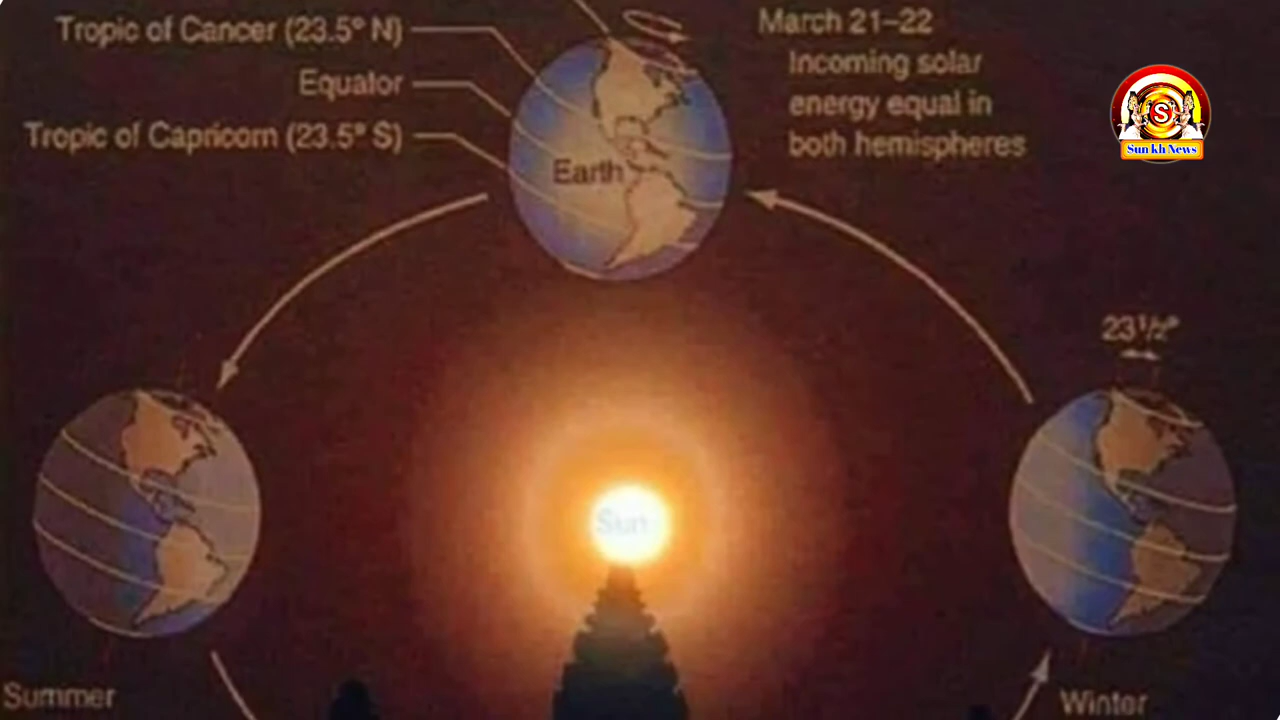 Tropic of Cancer (23.5° N)
Equator
Tropic of Capricorn (23.5° S)
March 21–22
Incoming solar
energy equal in
both hemispheres
S
Sun kh News
Earth
23½°
Sun
Summer
Winter